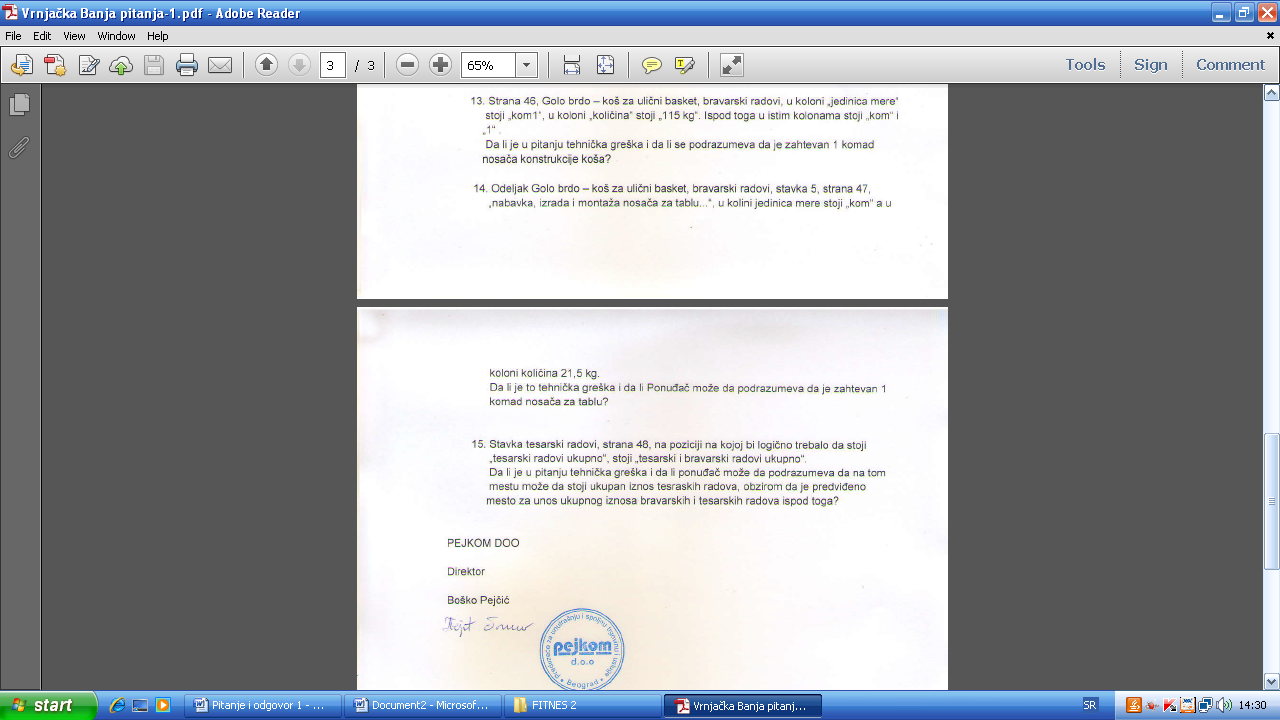 Vrnjačka Banja pitanja-1.pdf - Adobe Reader
File Edit View Window Help
3 / 3 65% Tools Sign Comment
13. Strana 46, Golo brdo – koš za ulični basket, bravarski radovi, u koloni „jedinica mere“
stoji „kom1“, u koloni „količina“ stoji „115 kg“. Ispod toga u istim kolonama stoji „kom“ i
„1“ .
Da li je u pitanju tehnička greška i da li se podrazumeva da je zahtevan 1 komad
nosača konstrukcije koša?
14. Odeljak Golo brdo – koš za ulični basket, bravarski radovi, stavka 5, strana 47,
„nabavka, izrada i montaža nosača za tablu...“, u kolini jedinica mere stoji „kom“ a u
koloni količina 21,5 kg.
Da li je to tehnička greška i da li Ponuđač može da podrazumeva da je zahtevan 1
komad nosača za tablu?
15. Stavka tesarski radovi, strana 48, na poziciji na kojoj bi logično trebalo da stoji
„tesarski radovi ukupno“, stoji „tesarski i bravarski radovi ukupno“.
Da li je u pitanju tehnička greška i da li ponuđač može da podrazumeva da na tom
mestu može da stoji ukupan iznos tesraskih radova, obzirom da je predviđeno
mesto za unos ukupnog iznosa bravarskih i tesarskih radova ispod toga?
PEJKOM DOO
Direktor
Boško Pejčić
pejkom
d.o.o
Beograd
start Pitanje i odgovor 1 - ... Document2 - Microsof... FITNES 2 Vrnjačka Banja pitanj... SR 14:30